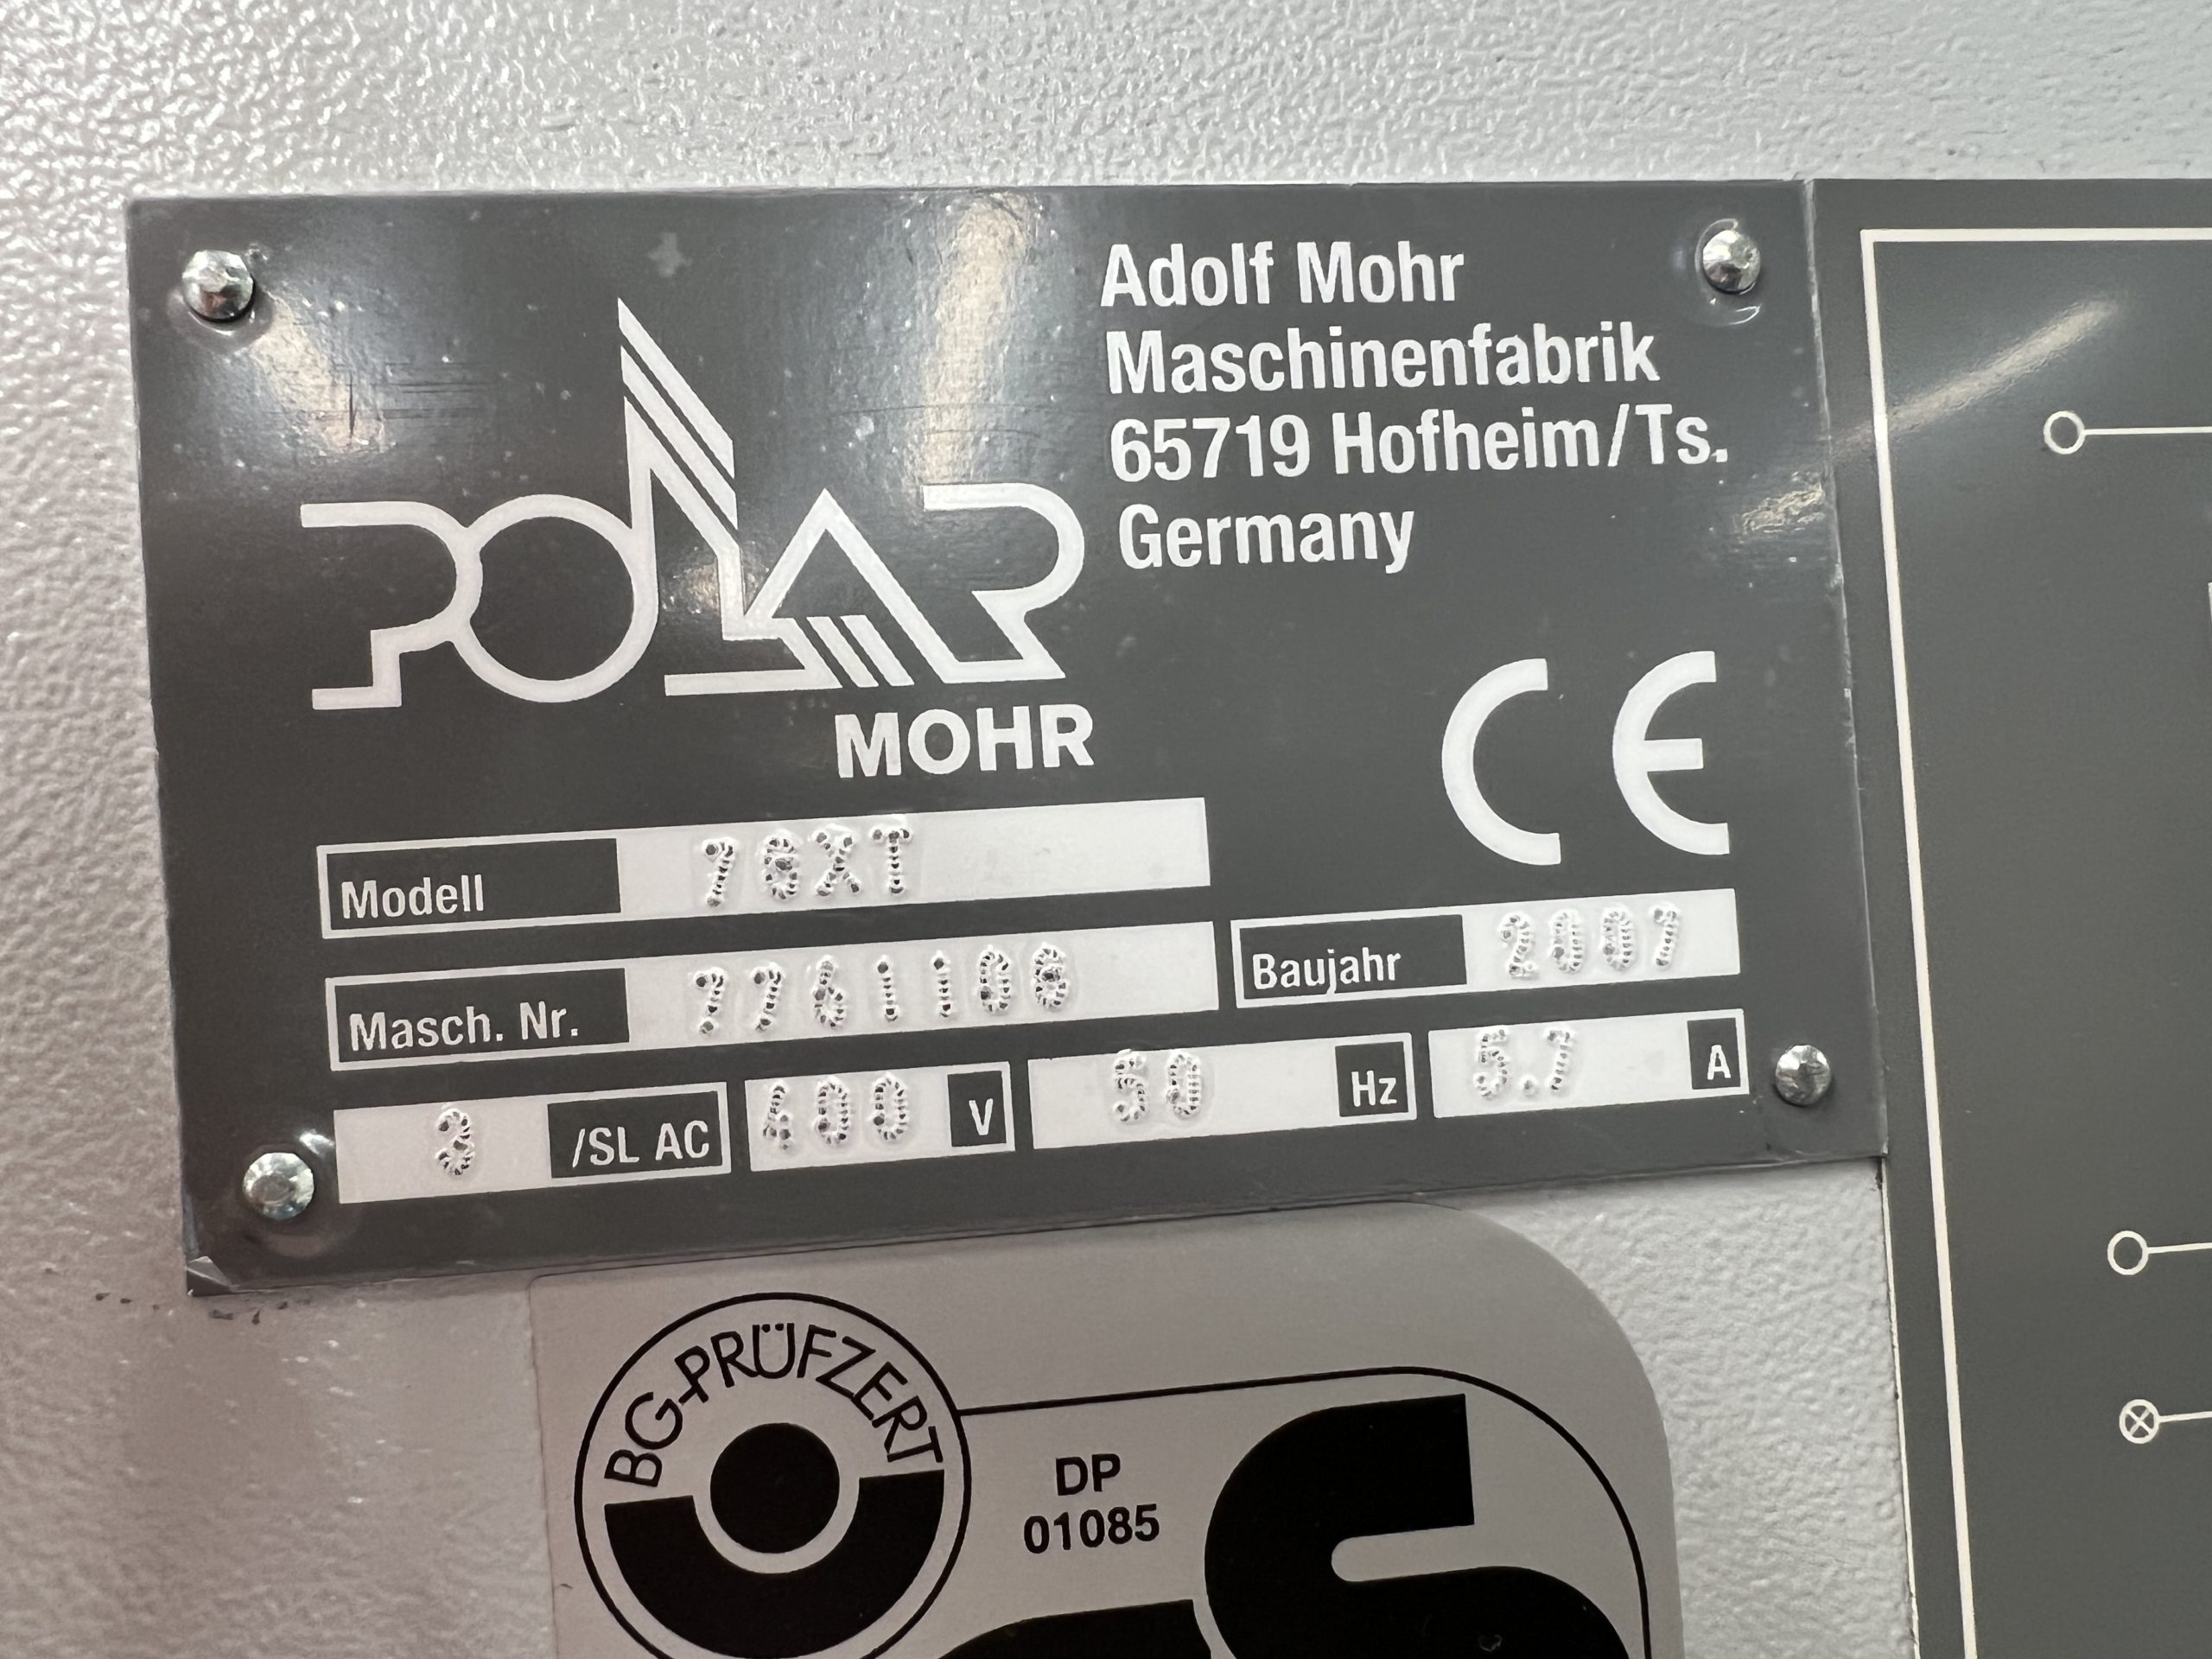 Adolf Mohr
Maschinenfabrik
65719 Hofheim/Ts.
Germany
POLAR
MOHR
CE
Modell 76XT
Masch. Nr. 7761106 Baujahr 2007
3 /SL AC 400 V 50 Hz 5.7 A
BG-PRÜFZERT
DP
01085